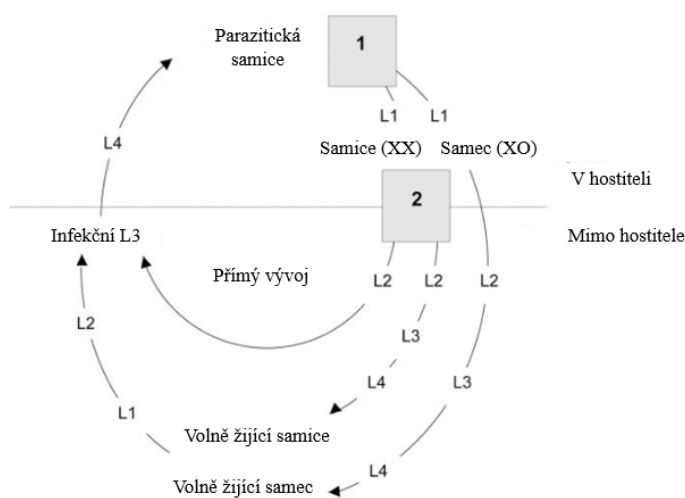 Parazitická
samice
1
L1 L1
L4
Samice (XX) Samec (XO)
V hostiteli
2
Infekční L3
Mimo hostitele
Přímý vývoj
L2 L2 L2
L2
L3
L3
L4
L1
Volně žijící samice
L4
Volně žijící samec